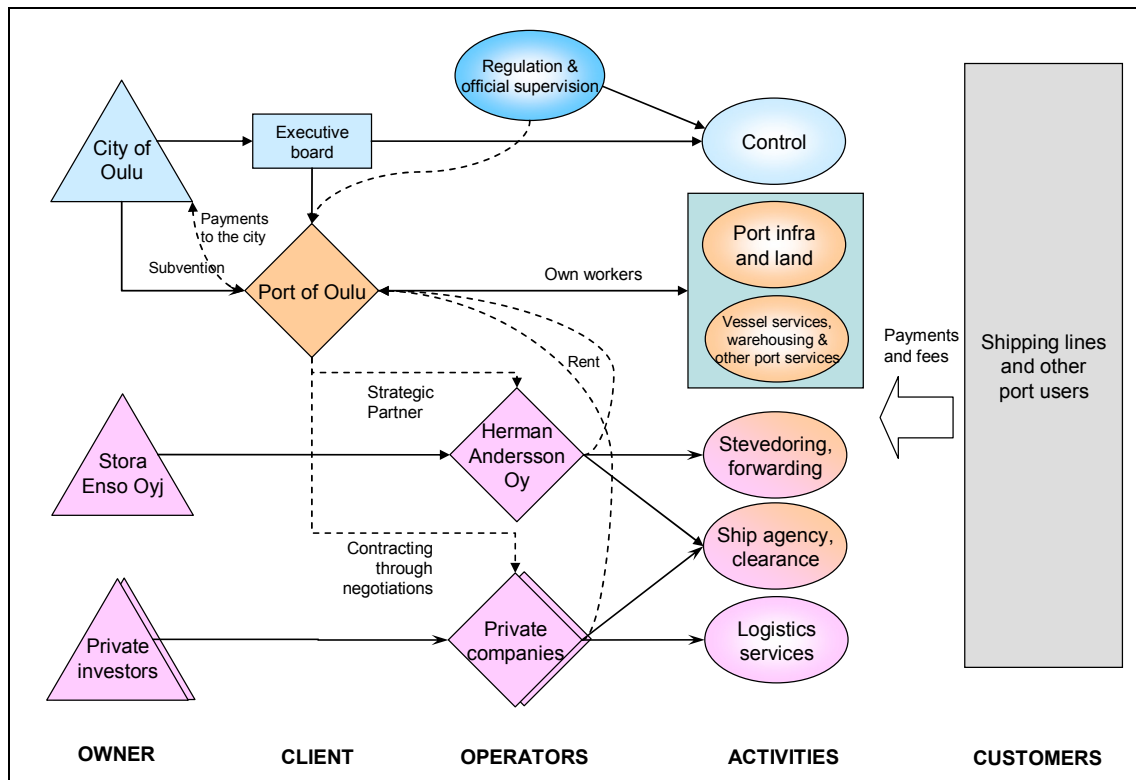 Regulation &
official supervision
City of
Oulu
Executive
board
Control
Payments
to the city
Subvention
Port of Oulu
Own workers
Port infra
and land
Vessel services,
warehousing &
other port services
Rent
Payments
and fees
Shipping lines
and other
port users
Strategic
Partner
Stora
Enso Oyj
Herman
Andersson
Oy
Stevedoring,
forwarding
Ship agency,
clearance
Contracting
through
negotiations
Private
investors
Private
companies
Logistics
services
OWNER
CLIENT
OPERATORS
ACTIVITIES
CUSTOMERS